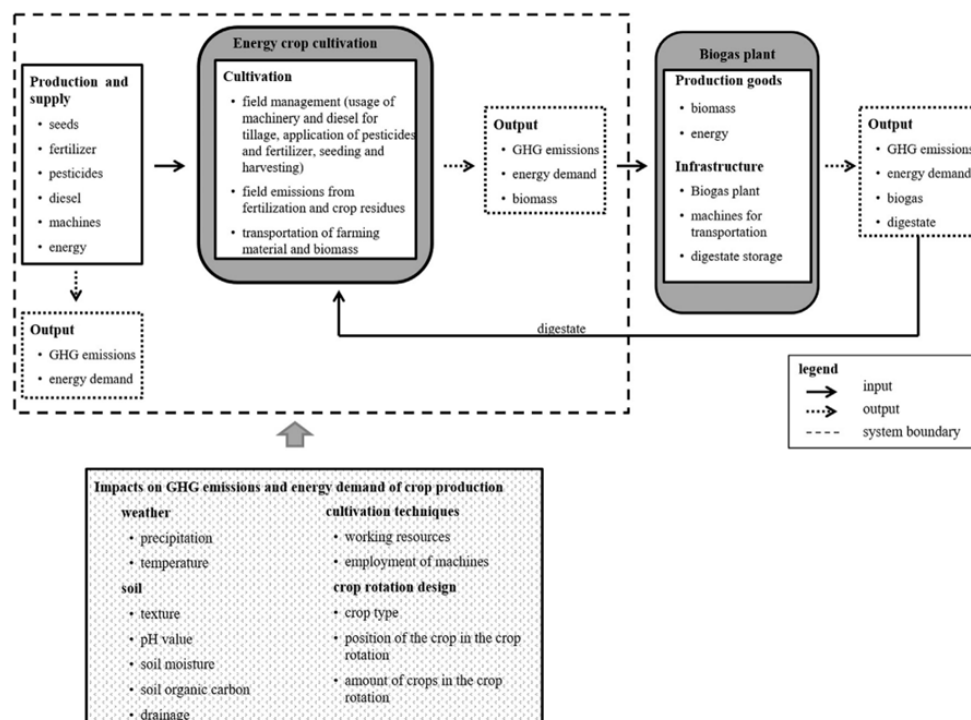 Production and
supply
• seeds
• fertilizer
• pesticides
• diesel
• machines
• energy
Output
• GHG emissions
• energy demand
Energy crop cultivation
Cultivation
• field management (usage of
machinery and diesel for
tillage, application of pesticides
and fertilizer, seeding and
harvesting)
• field emissions from
fertilization and crop residues
• transportation of farming
material and biomass
Output
• GHG emissions
• energy demand
• biomass
Biogas plant
Production goods
• biomass
• energy
Infrastructure
• Biogas plant
• machines for
transportation
• digestate storage
Output
• GHG emissions
• energy demand
• biogas
• digestate
digestate
legend
input
output
system boundary
Impacts on GHG emissions and energy demand of crop production
weather
• precipitation
• temperature
soil
• texture
• pH value
• soil moisture
• soil organic carbon
• drainage
cultivation techniques
• working resources
• employment of machines
crop rotation design
• crop type
• position of the crop in the crop
rotation
• amount of crops in the crop
rotation